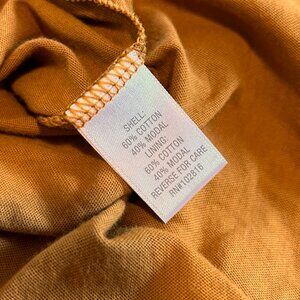 SHELL:
60% COTTON
40% MODAL
LINING:
60% COTTON
40% MODAL
REVERSE FOR CARE
RN#102816